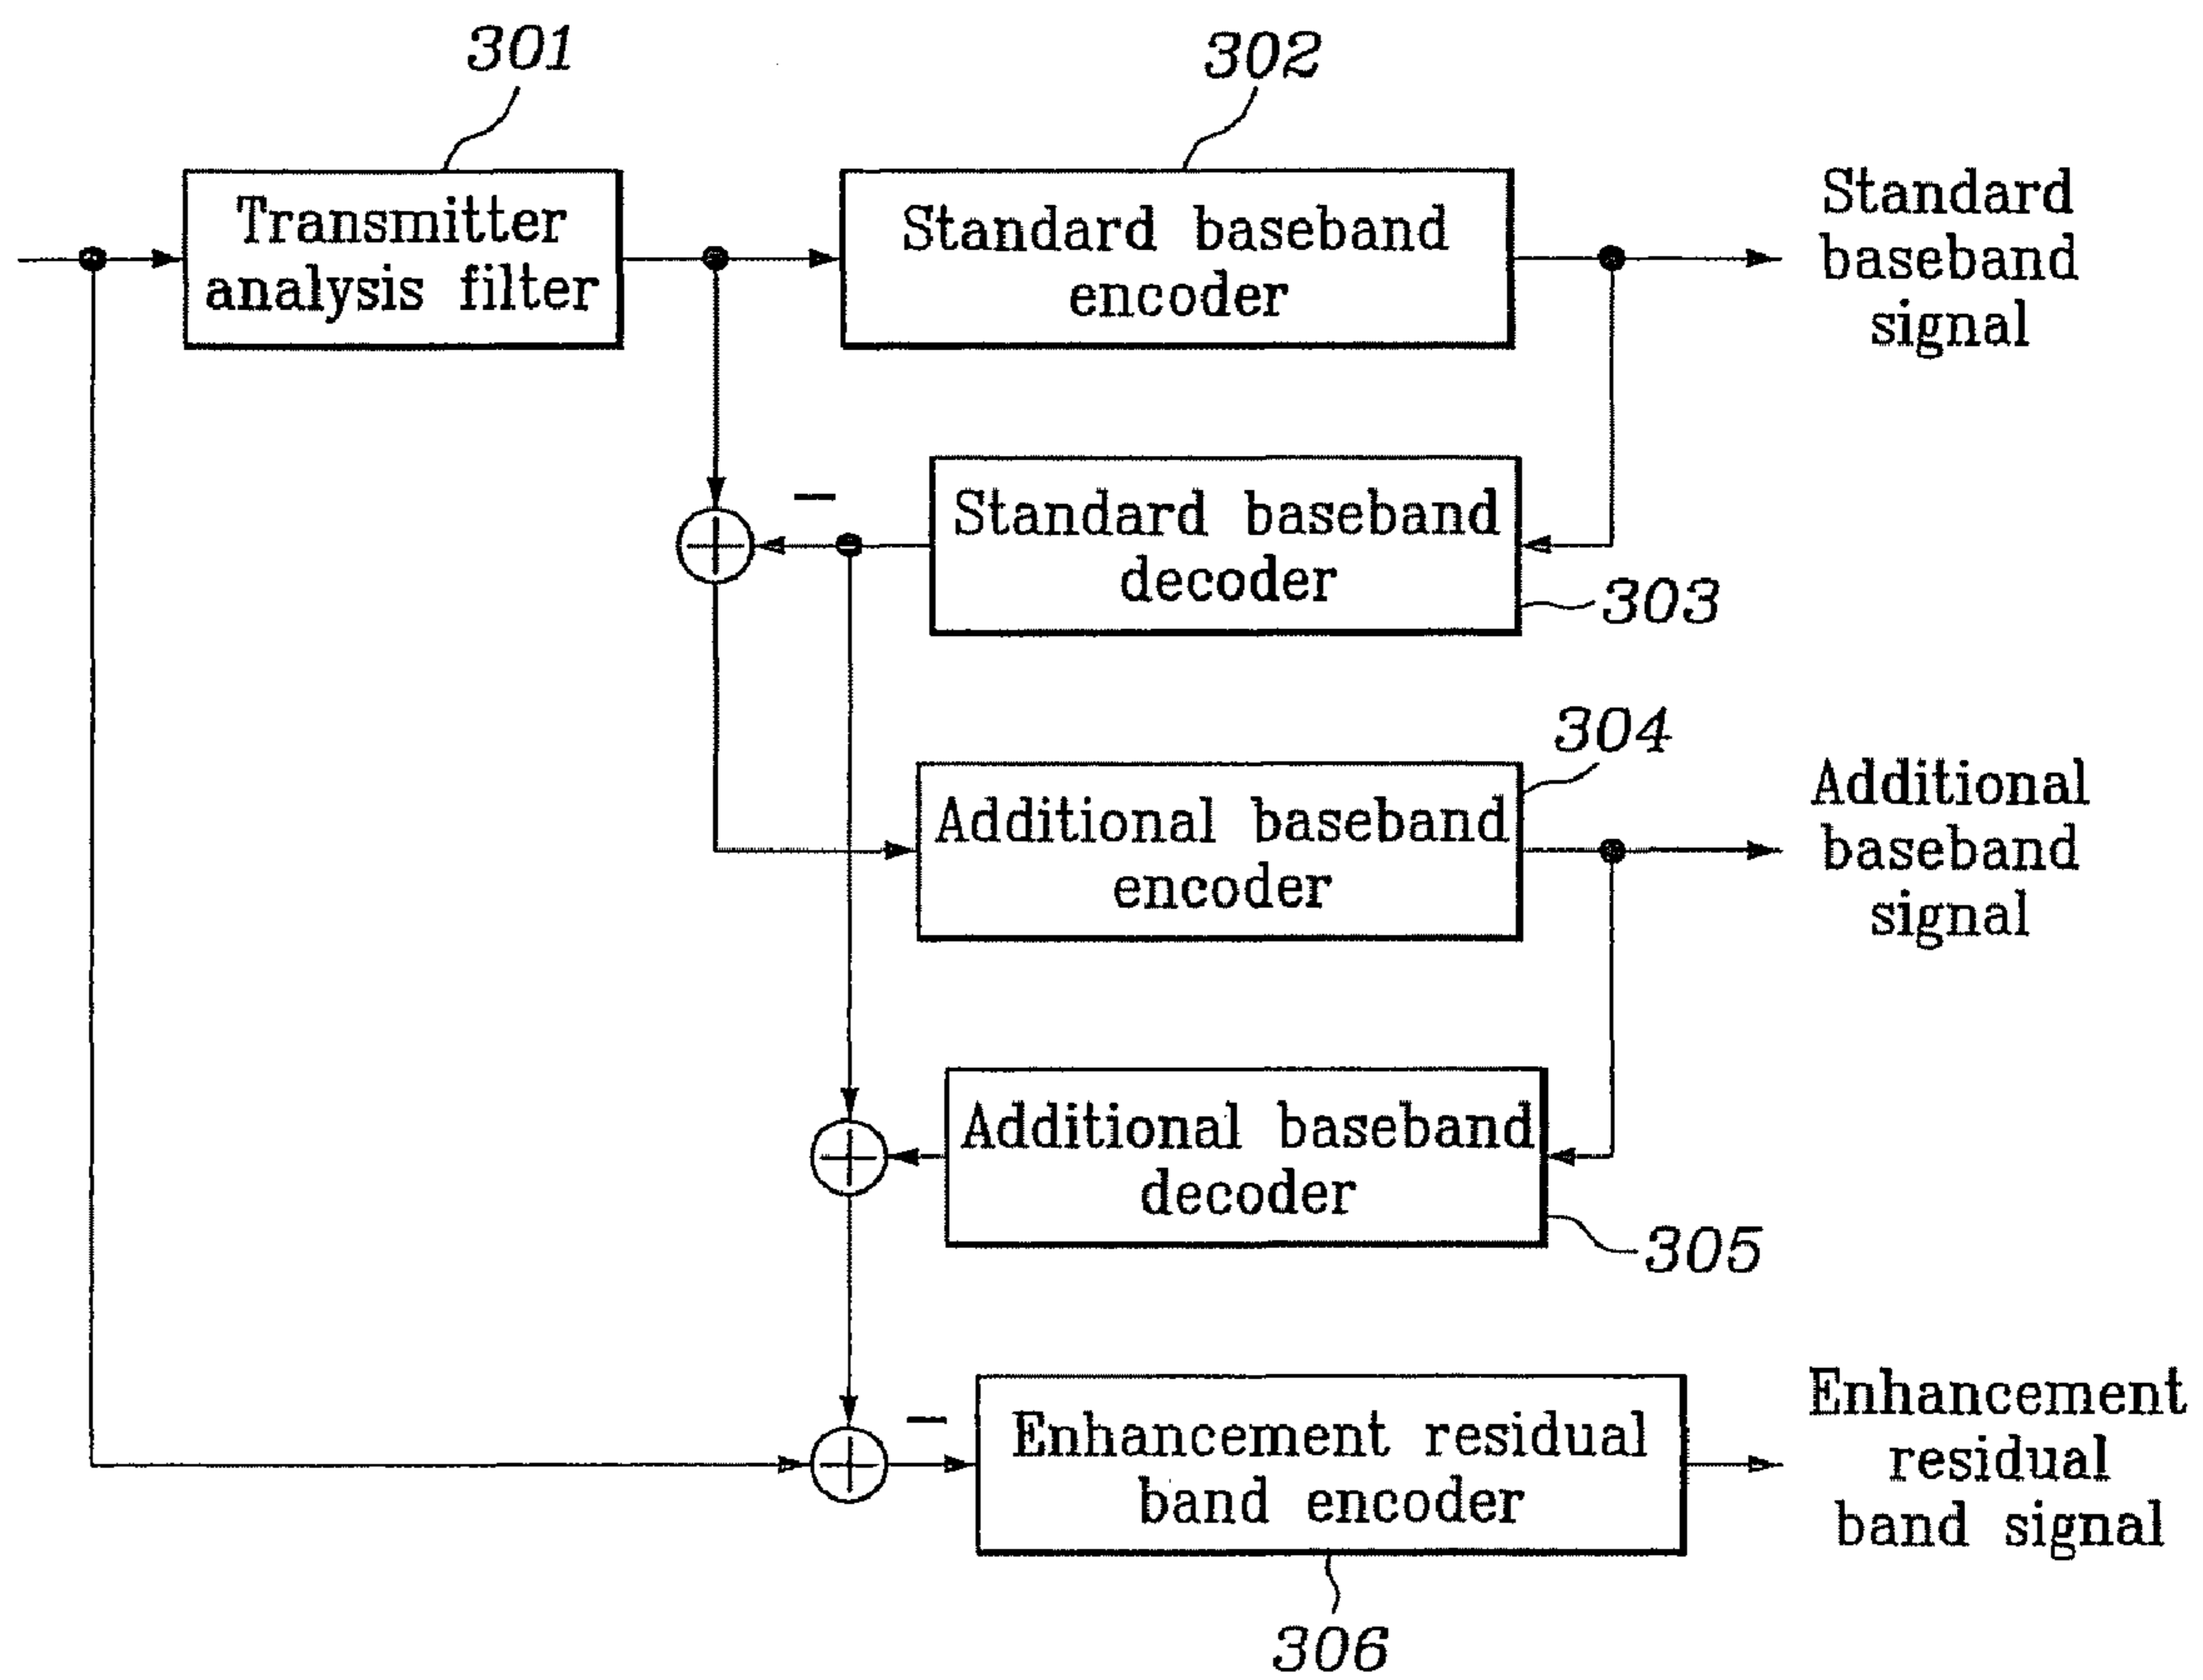 301
302
Transmitter
analysis filter
Standard baseband
encoder
Standard
baseband
signal
Standard baseband
decoder
303
304
Additional baseband
encoder
Additional
baseband
signal
Additional baseband
decoder
305
Enhancement residual
band encoder
Enhancement
residual
band signal
306